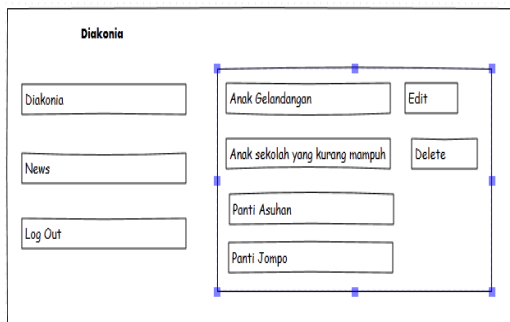 Diakonia
Diakonia
News
Log Out
Anak Gelandangan
Edit
Anak sekolah yang kurang mampuh
Delete
Panti Asuhan
Panti Jompo